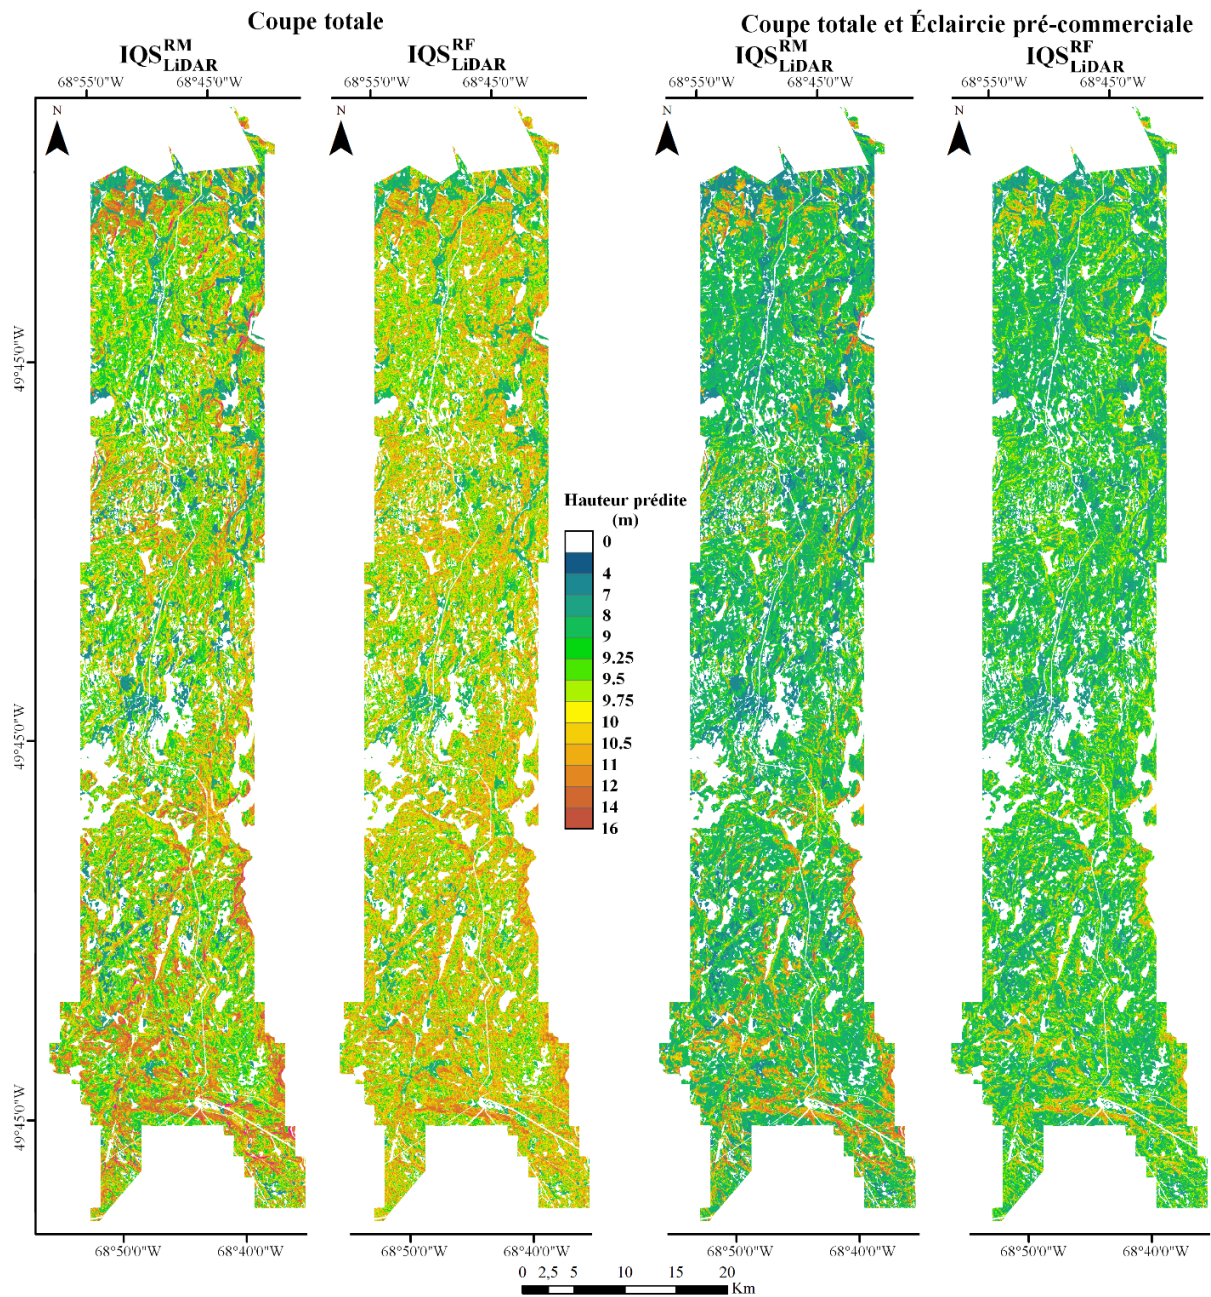 Coupe totale
Coupe totale et Éclaircie pré-commerciale
IQS RM LiDAR
IQS RF LiDAR
IQS RM LiDAR
IQS RF LiDAR
68°55'0"W 68°45'0"W
68°55'0"W 68°45'0"W
68°55'0"W 68°45'0"W
68°55'0"W 68°45'0"W
N
N
N
N
49°45'0"W
49°45'0"W
49°45'0"W
Hauteur prédite
(m)
0
4
7
8
9
9.25
9.5
9.75
10
10.5
11
12
14
16
68°50'0"W 68°40'0"W
68°50'0"W 68°40'0"W
68°50'0"W 68°40'0"W
68°50'0"W 68°40'0"W
0 2,5 5 10 15 20
Km